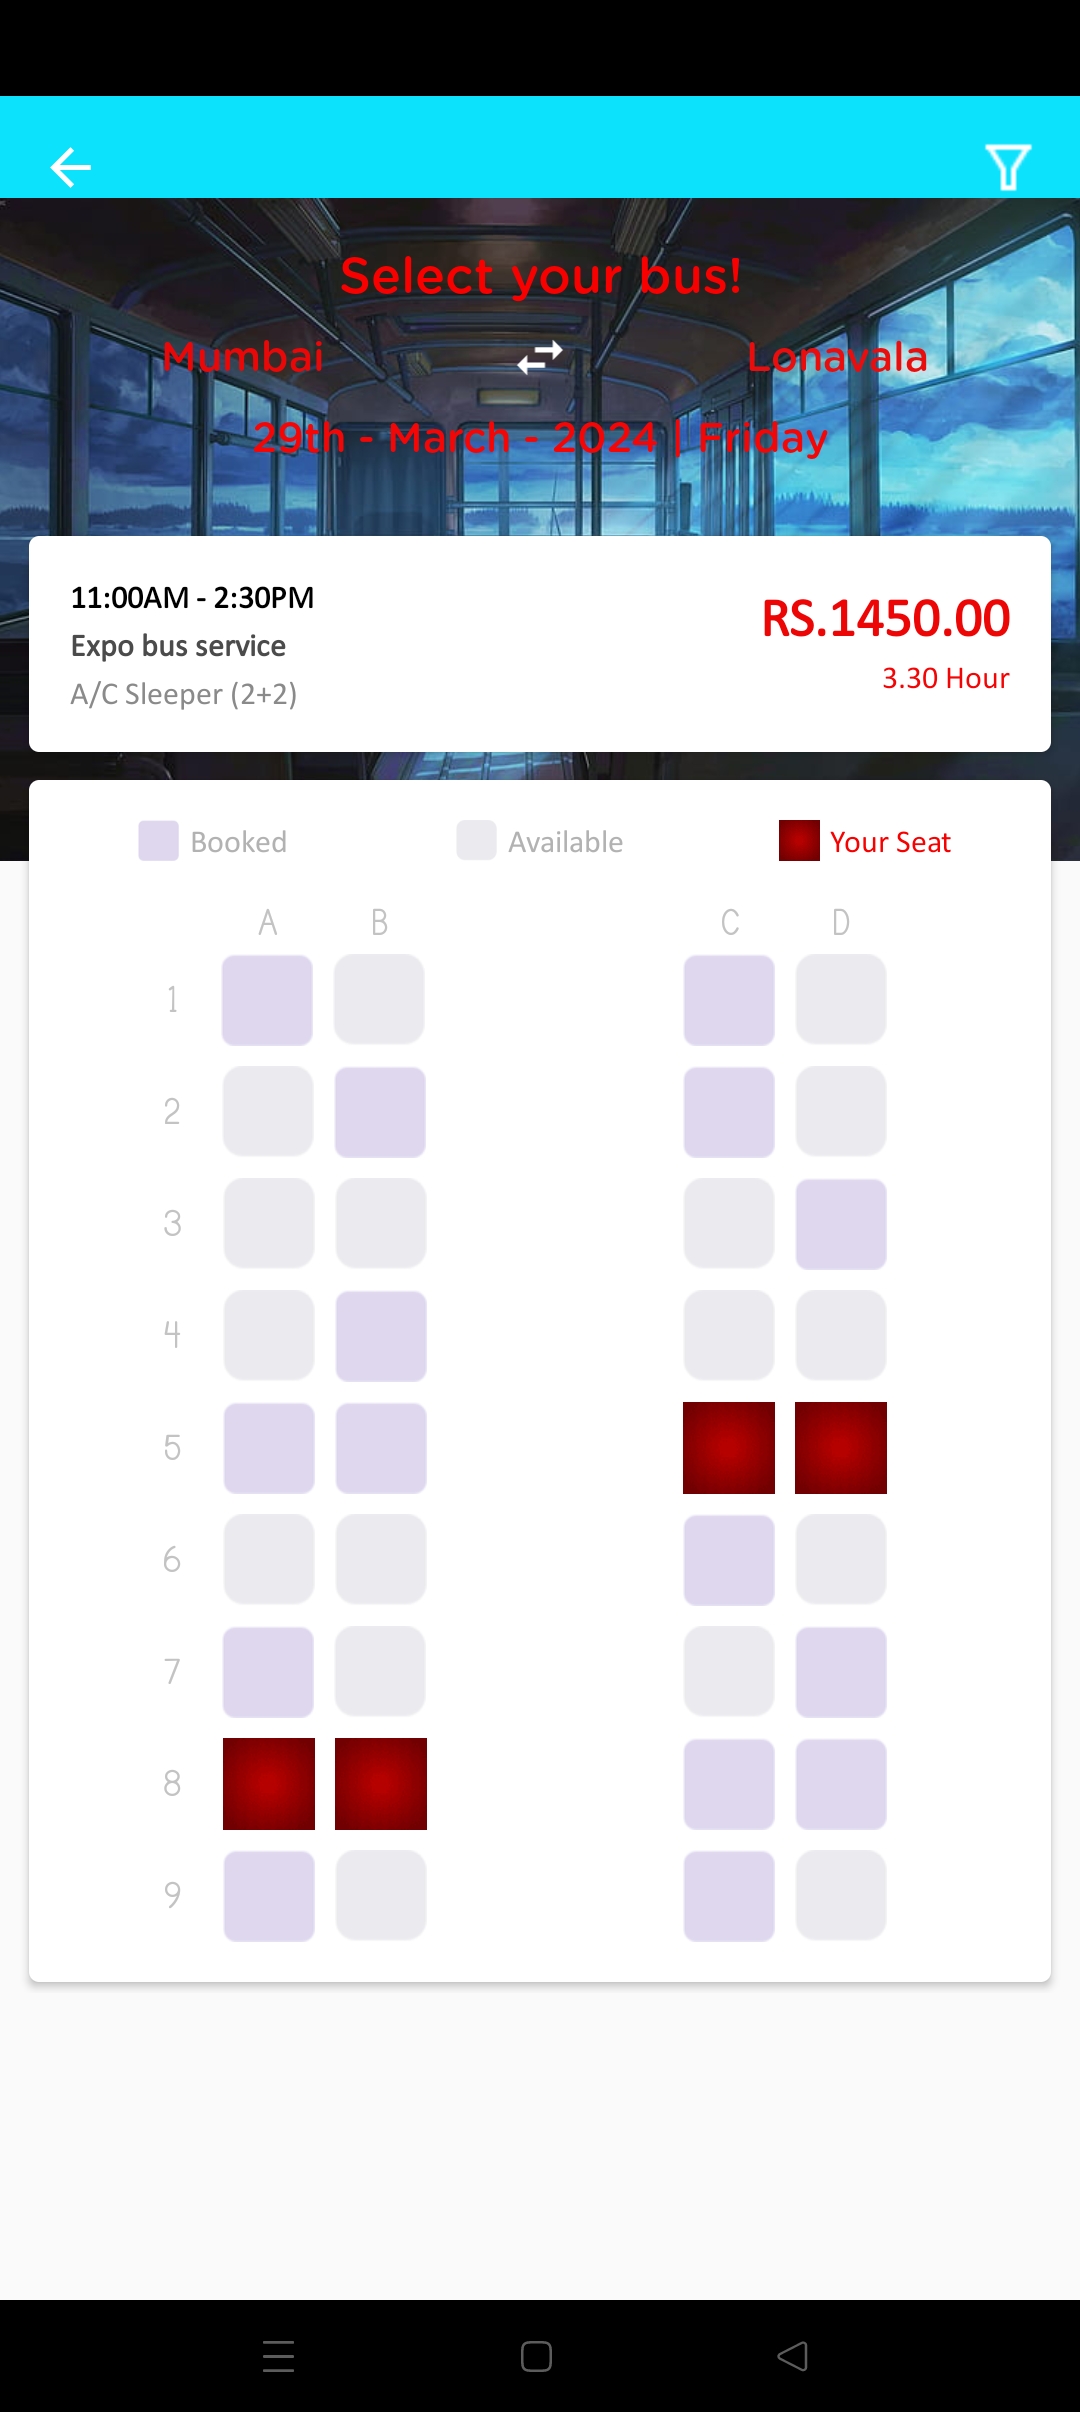 Select your bus!
Mumbai Lonavala
29th - March - 2024 | Friday
11:00AM - 2:30PM
Expo bus service
A/C Sleeper (2+2)
RS.1450.00
3.30 Hour
Booked Available Your Seat
A B C D
1
2
3
4
5
6
7
8
9